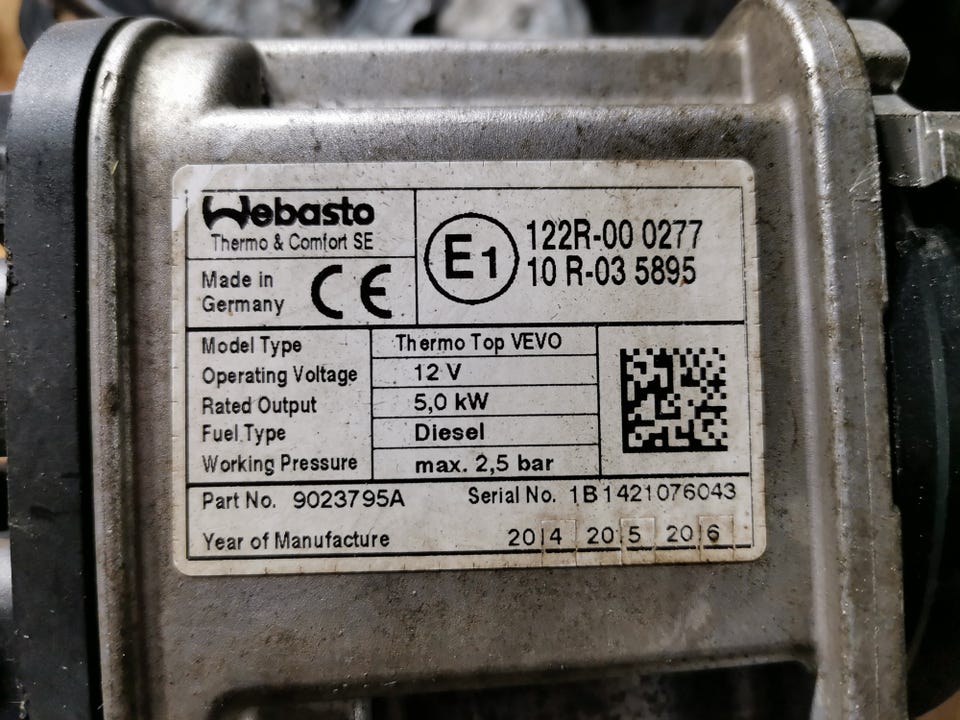 Webasto
Thermo & Comfort SE
Made in
Germany
CE
E1
122R-00 0277
10 R-03 5895
Model Type Thermo Top VEVO
Operating Voltage 12 V
Rated Output 5,0 kW
Fuel Type Diesel
Working Pressure max. 2,5 bar
Part No. 9023795A Serial No. 1B1421076043
Year of Manufacture 2014 2015 2016